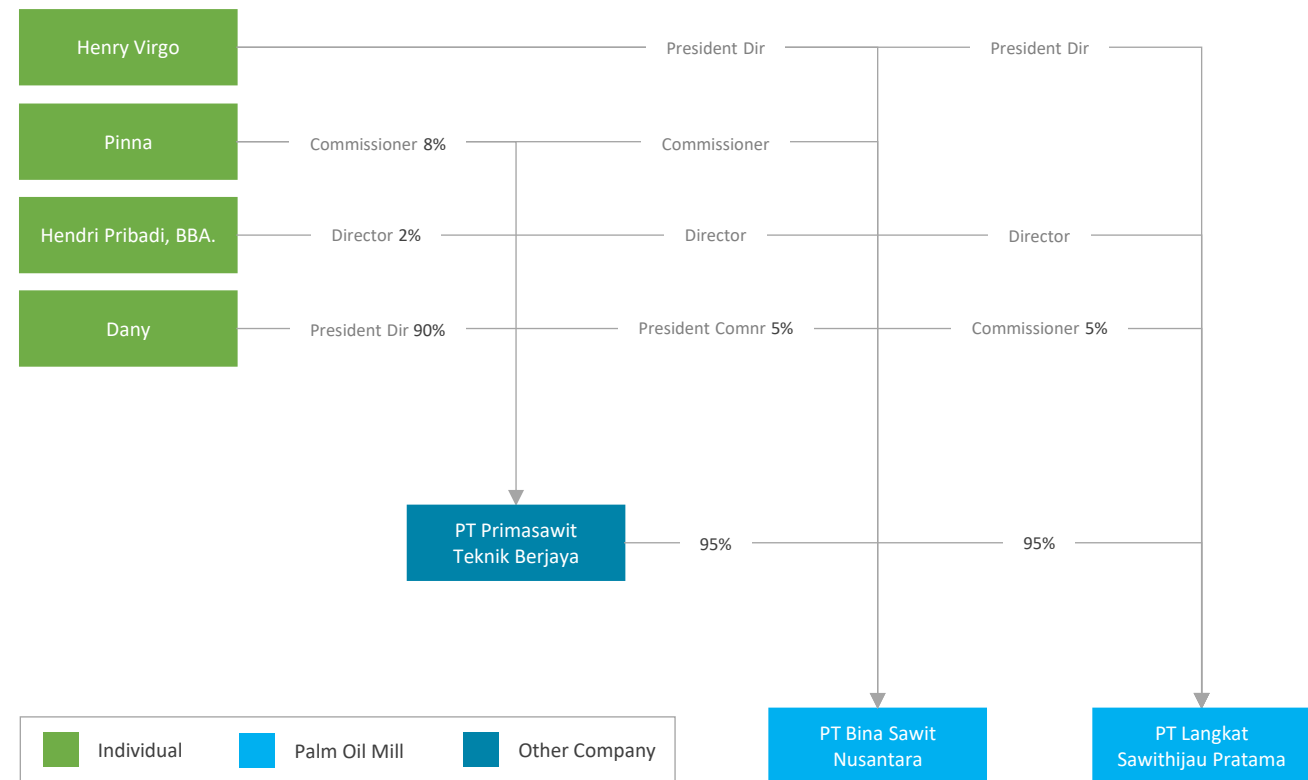 Henry Virgo
President Dir
President Dir
Pinna
Commissioner 8%
Commissioner
Hendri Pribadi, BBA.
Director 2%
Director
Director
Dany
President Dir 90%
President Comnr 5%
Commissioner 5%
PT Primasawit
Teknik Berjaya
95%
95%
Individual
Palm Oil Mill
Other Company
PT Bina Sawit
Nusantara
PT Langkat
Sawithijau Pratama